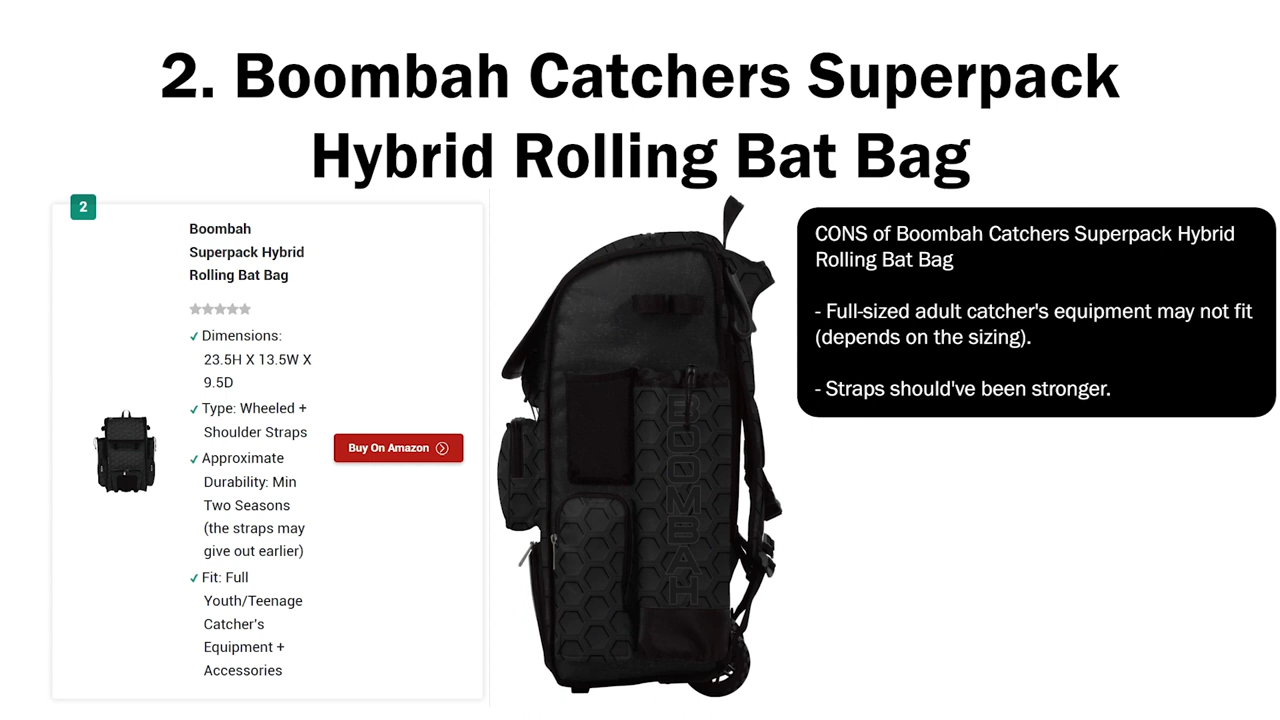 2. Boombah Catchers Superpack
Hybrid Rolling Bat Bag
2
Boombah
Superpack Hybrid
Rolling Bat Bag
Dimensions:
23.5H X 13.5W X
9.5D
Type: Wheeled +
Shoulder Straps
Approximate
Durability: Min
Two Seasons
(the straps may
give out earlier)
Fit: Full
Youth/Teenage
Catcher's
Equipment +
Accessories
Buy On Amazon
BOOMBAH
CONS of Boombah Catchers Superpack Hybrid
Rolling Bat Bag
- Full-sized adult catcher's equipment may not fit
(depends on the sizing).
- Straps should've been stronger.